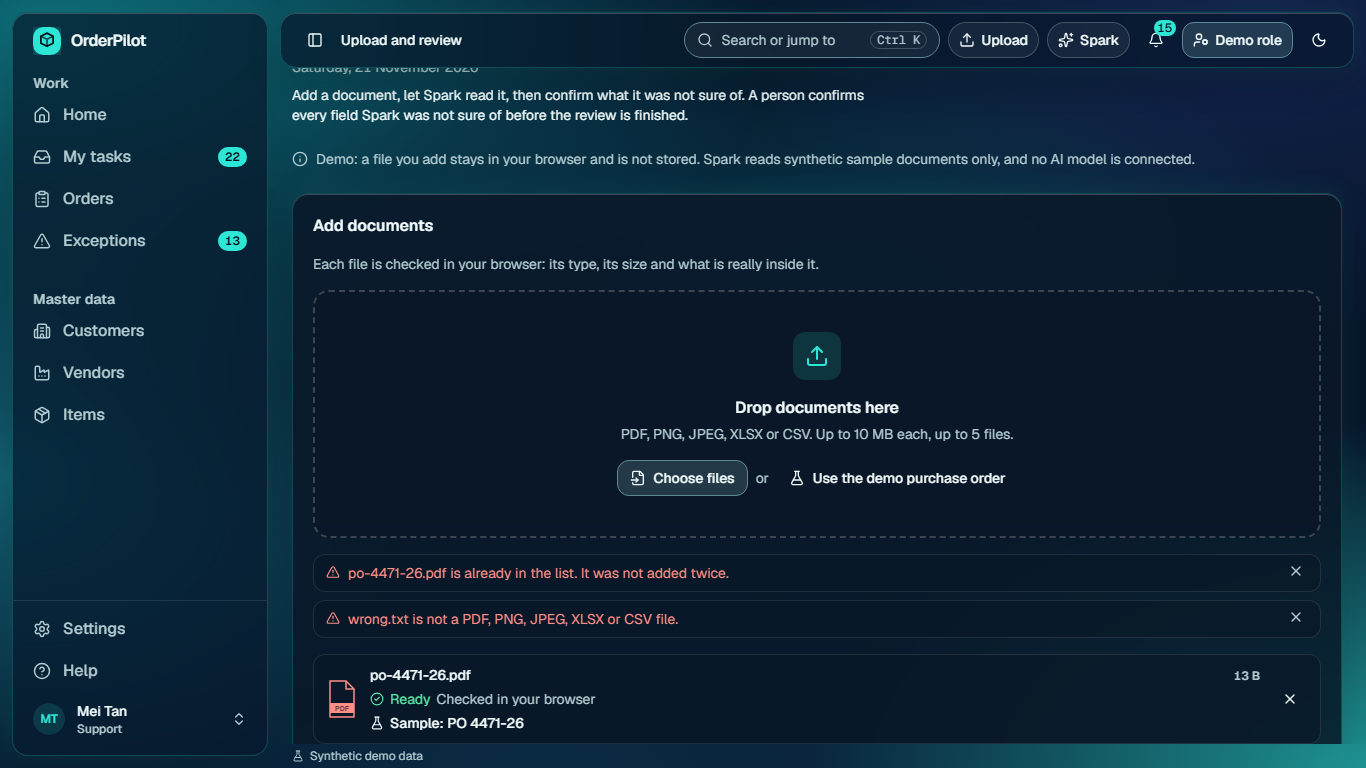 OrderPilot
Work
Home
My tasks 22
Orders
Exceptions 13
Master data
Customers
Vendors
Items
Settings
Help
MT
Mei Tan
Support
Upload and review
Search or jump to Ctrl K
Upload
Spark
15
Demo role
Saturday, 21 November
Add a document, let Spark read it, then confirm what it was not sure of. A person confirms
every field Spark was not sure of before the review is finished.
Demo: a file you add stays in your browser and is not stored. Spark reads synthetic sample documents only, and no AI model is connected.
Add documents
Each file is checked in your browser: its type, its size and what is really inside it.
Drop documents here
PDF, PNG, JPEG, XLSX or CSV. Up to 10 MB each, up to 5 files.
Choose files or Use the demo purchase order
po-4471-26.pdf is already in the list. It was not added twice.
wrong.txt is not a PDF, PNG, JPEG, XLSX or CSV file.
PDF
po-4471-26.pdf 13 B
Ready Checked in your browser
Sample: PO 4471-26
Synthetic demo data